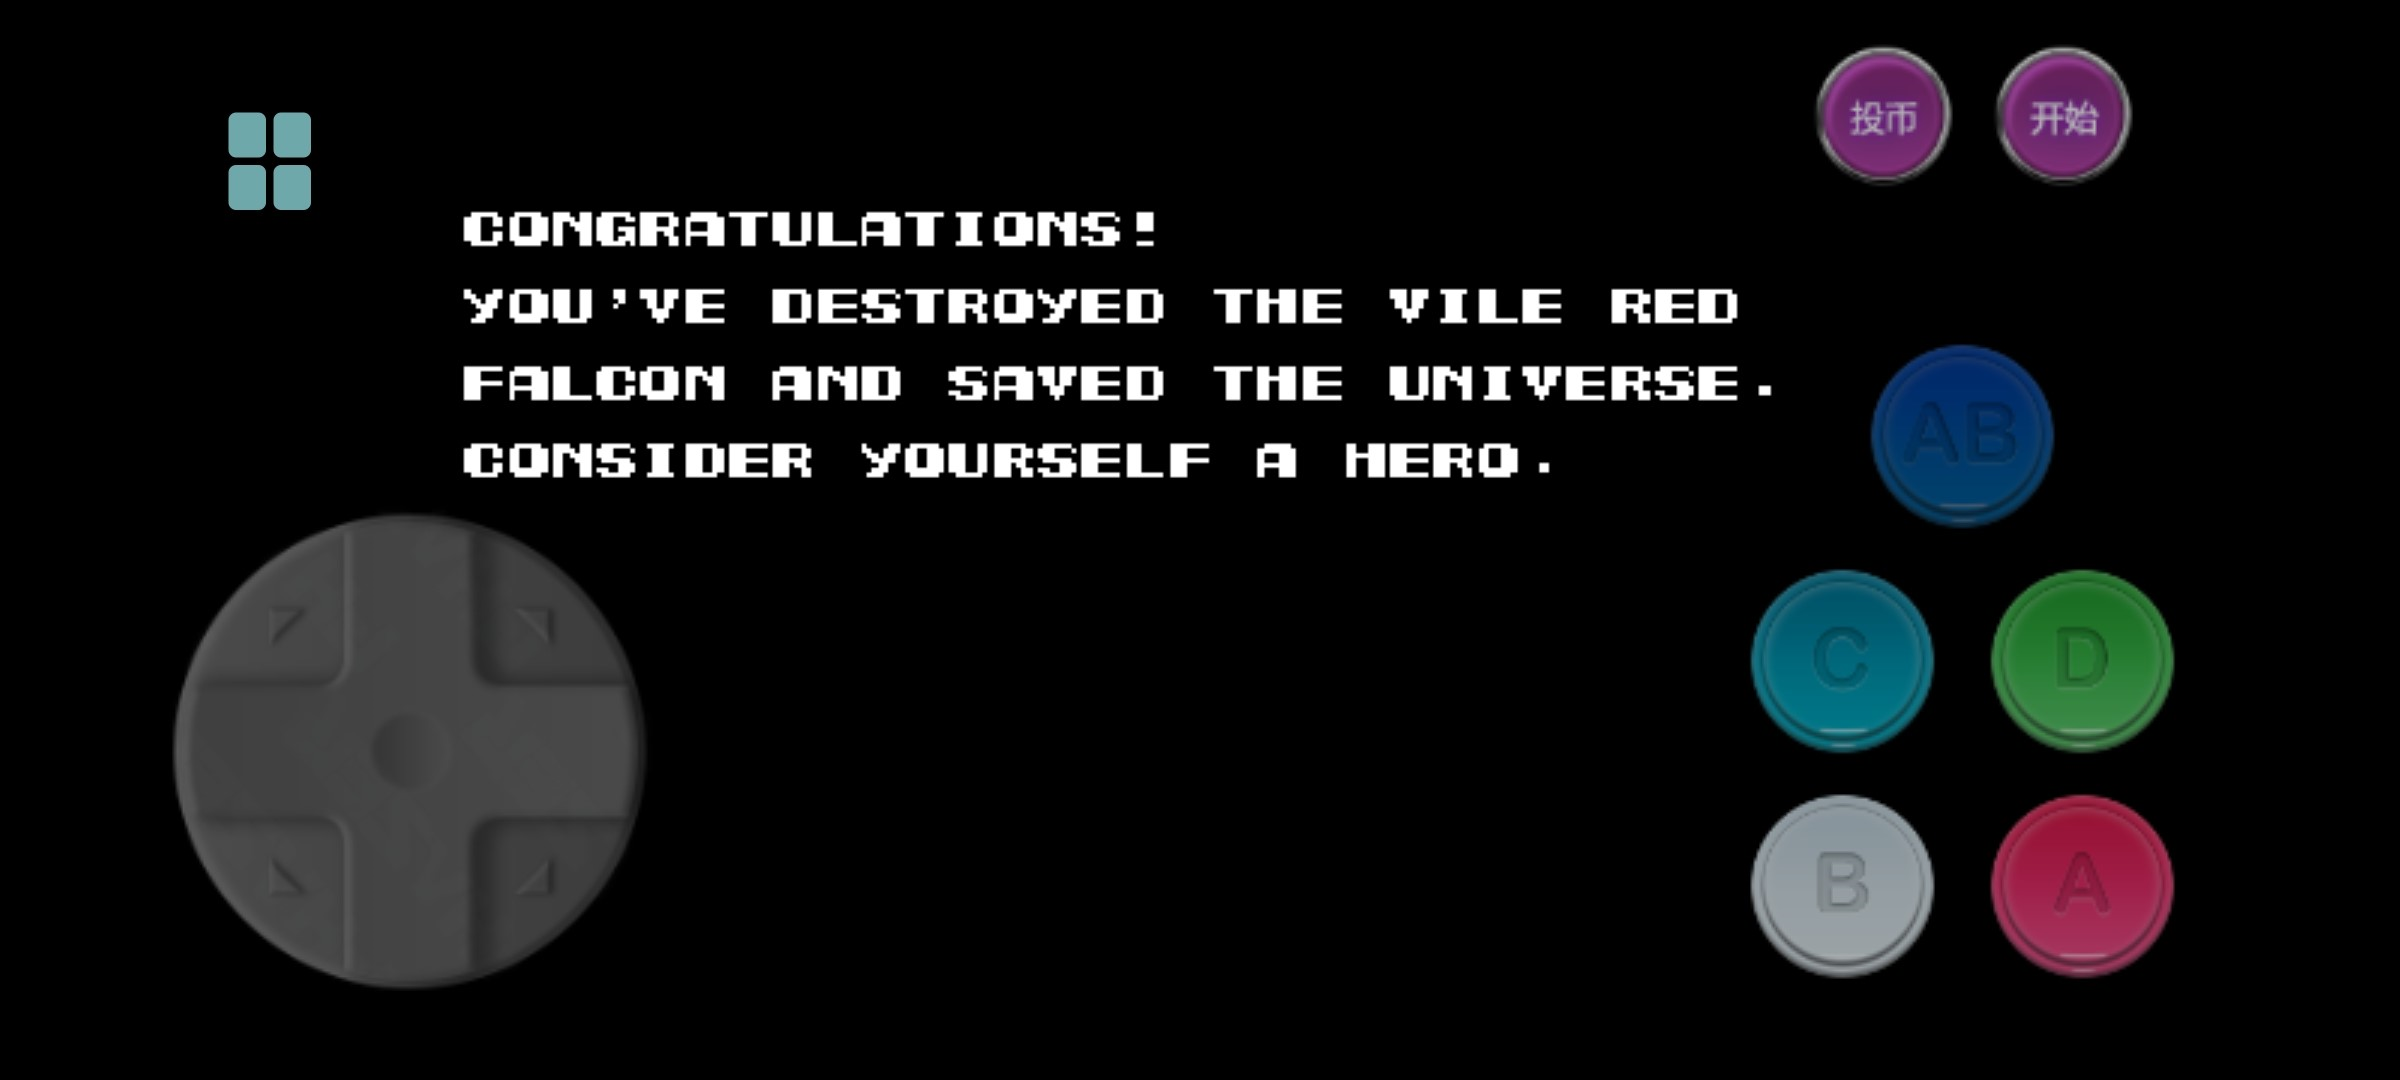 投币 开始
CONGRATULATIONS!
YOU'VE DESTROYED THE VILE RED
FALCON AND SAVED THE UNIVERSE.
CONSIDER YOURSELF A HERO.
AB
C D
B A